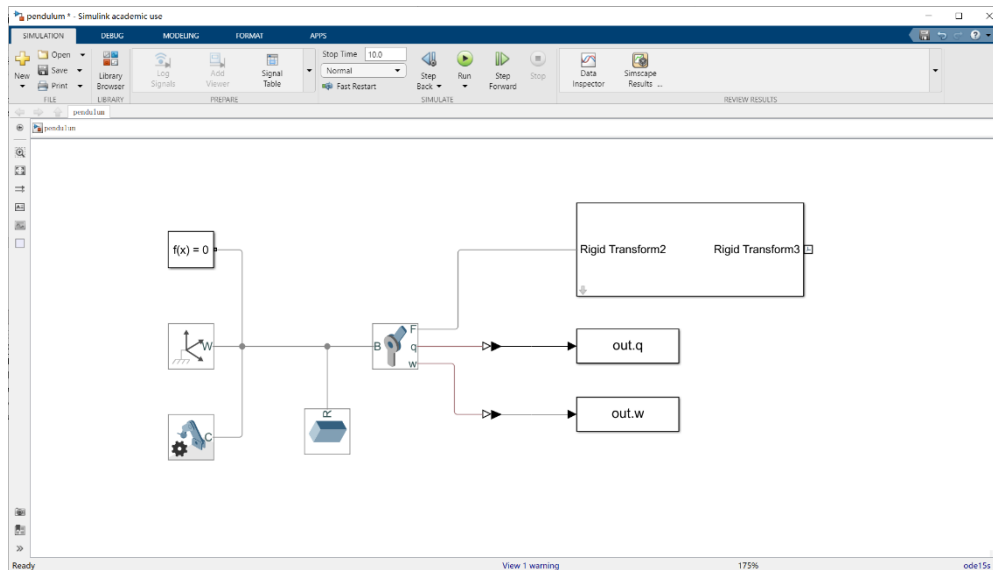 pendulum * - Simulink academic use
SIMULATION DEBUG MODELING FORMAT APPS
New
Open
Save
Print
FILE
Library
Browser
LIBRARY
Log
Signals
Add
Viewer
Signal
Table
PREPARE
Stop Time 10.0
Normal
Fast Restart
Step
Back
Run
Step
Forward
Stop
SIMULATE
Data
Inspector
Simscape
Results ...
REVIEW RESULTS
pendulum
pendulum
f(x) = 0
Rigid Transform2 Rigid Transform3
W
B
F
q
w
out.q
R
out.w
C
Ready View 1 warning 175% ode15s